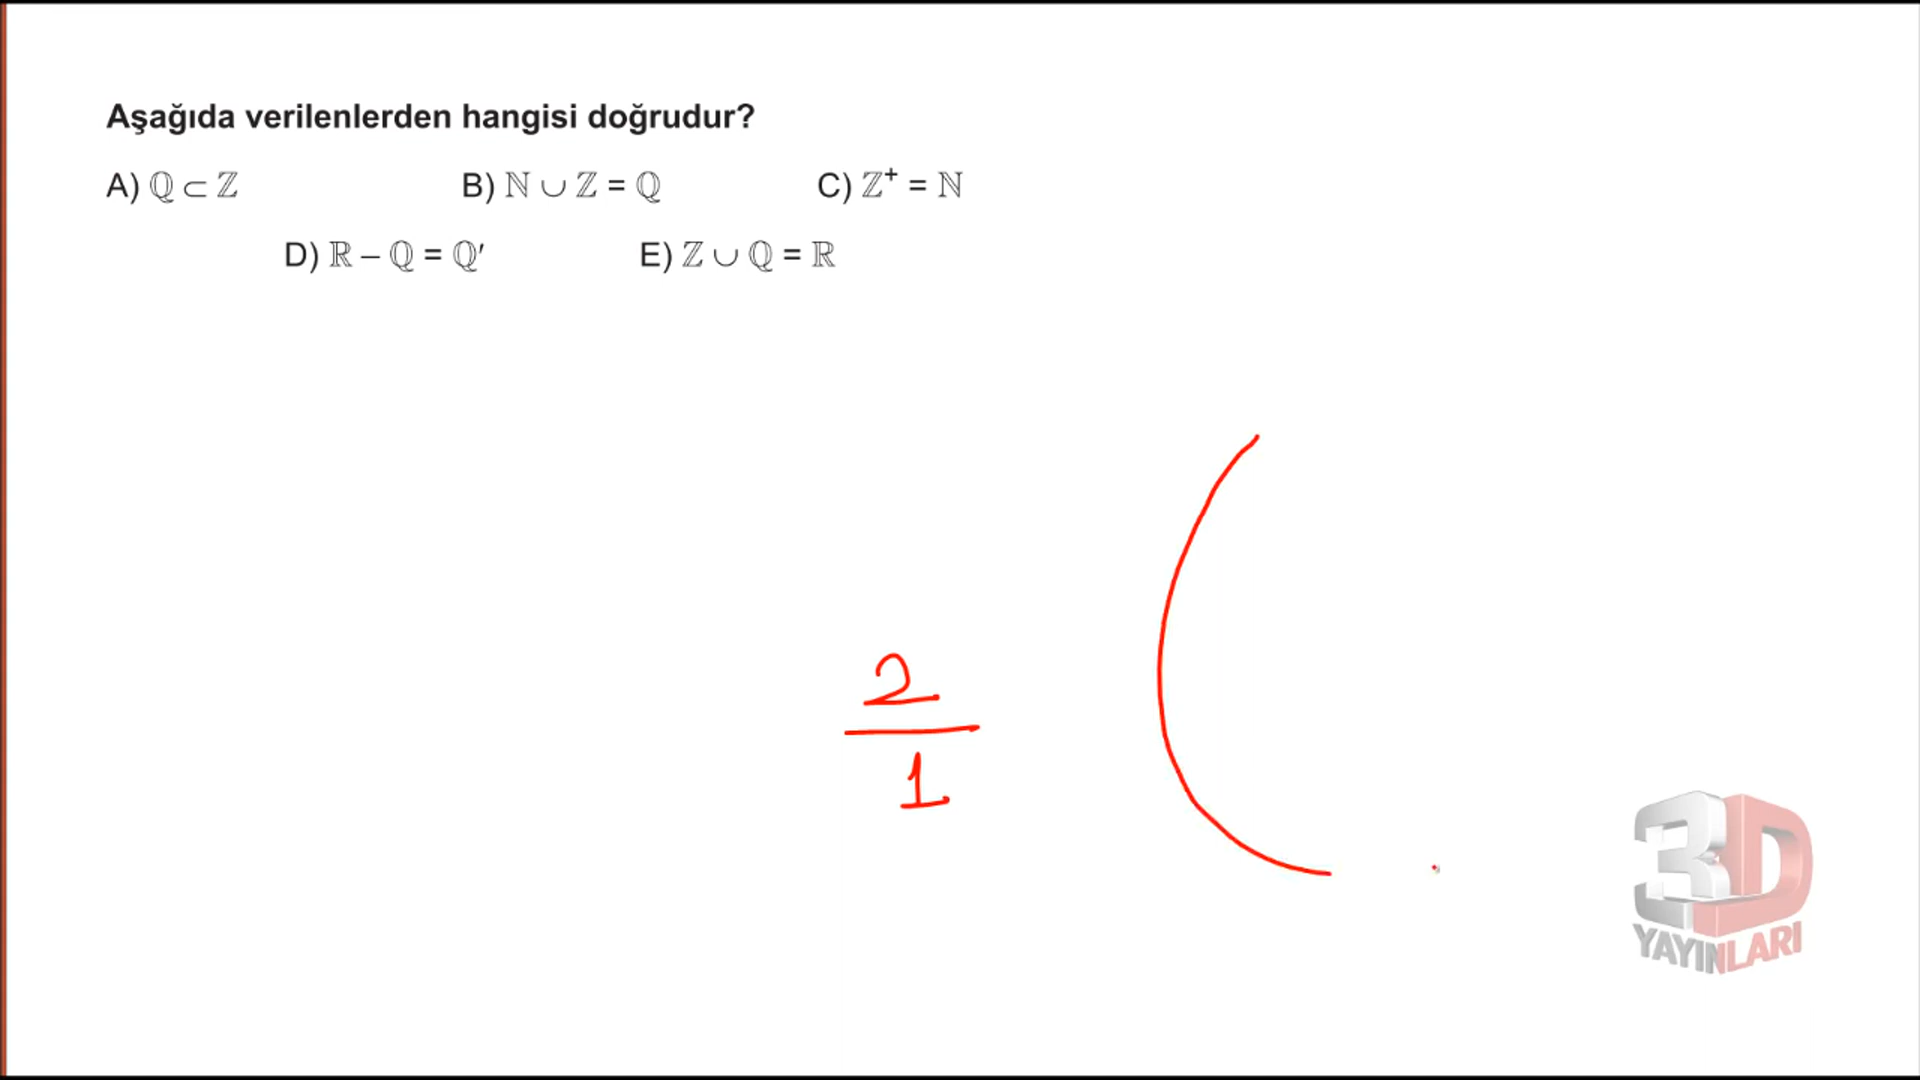 Aşağıda verilenlerden hangisi doğrudur?
A) ℚ ⊂ ℤ B) ℕ ∪ ℤ = ℚ C) ℤ⁺ = ℕ
D) ℝ – ℚ = ℚ′ E) ℤ ∪ ℚ = ℝ
2
1
3D
YAYINLARI